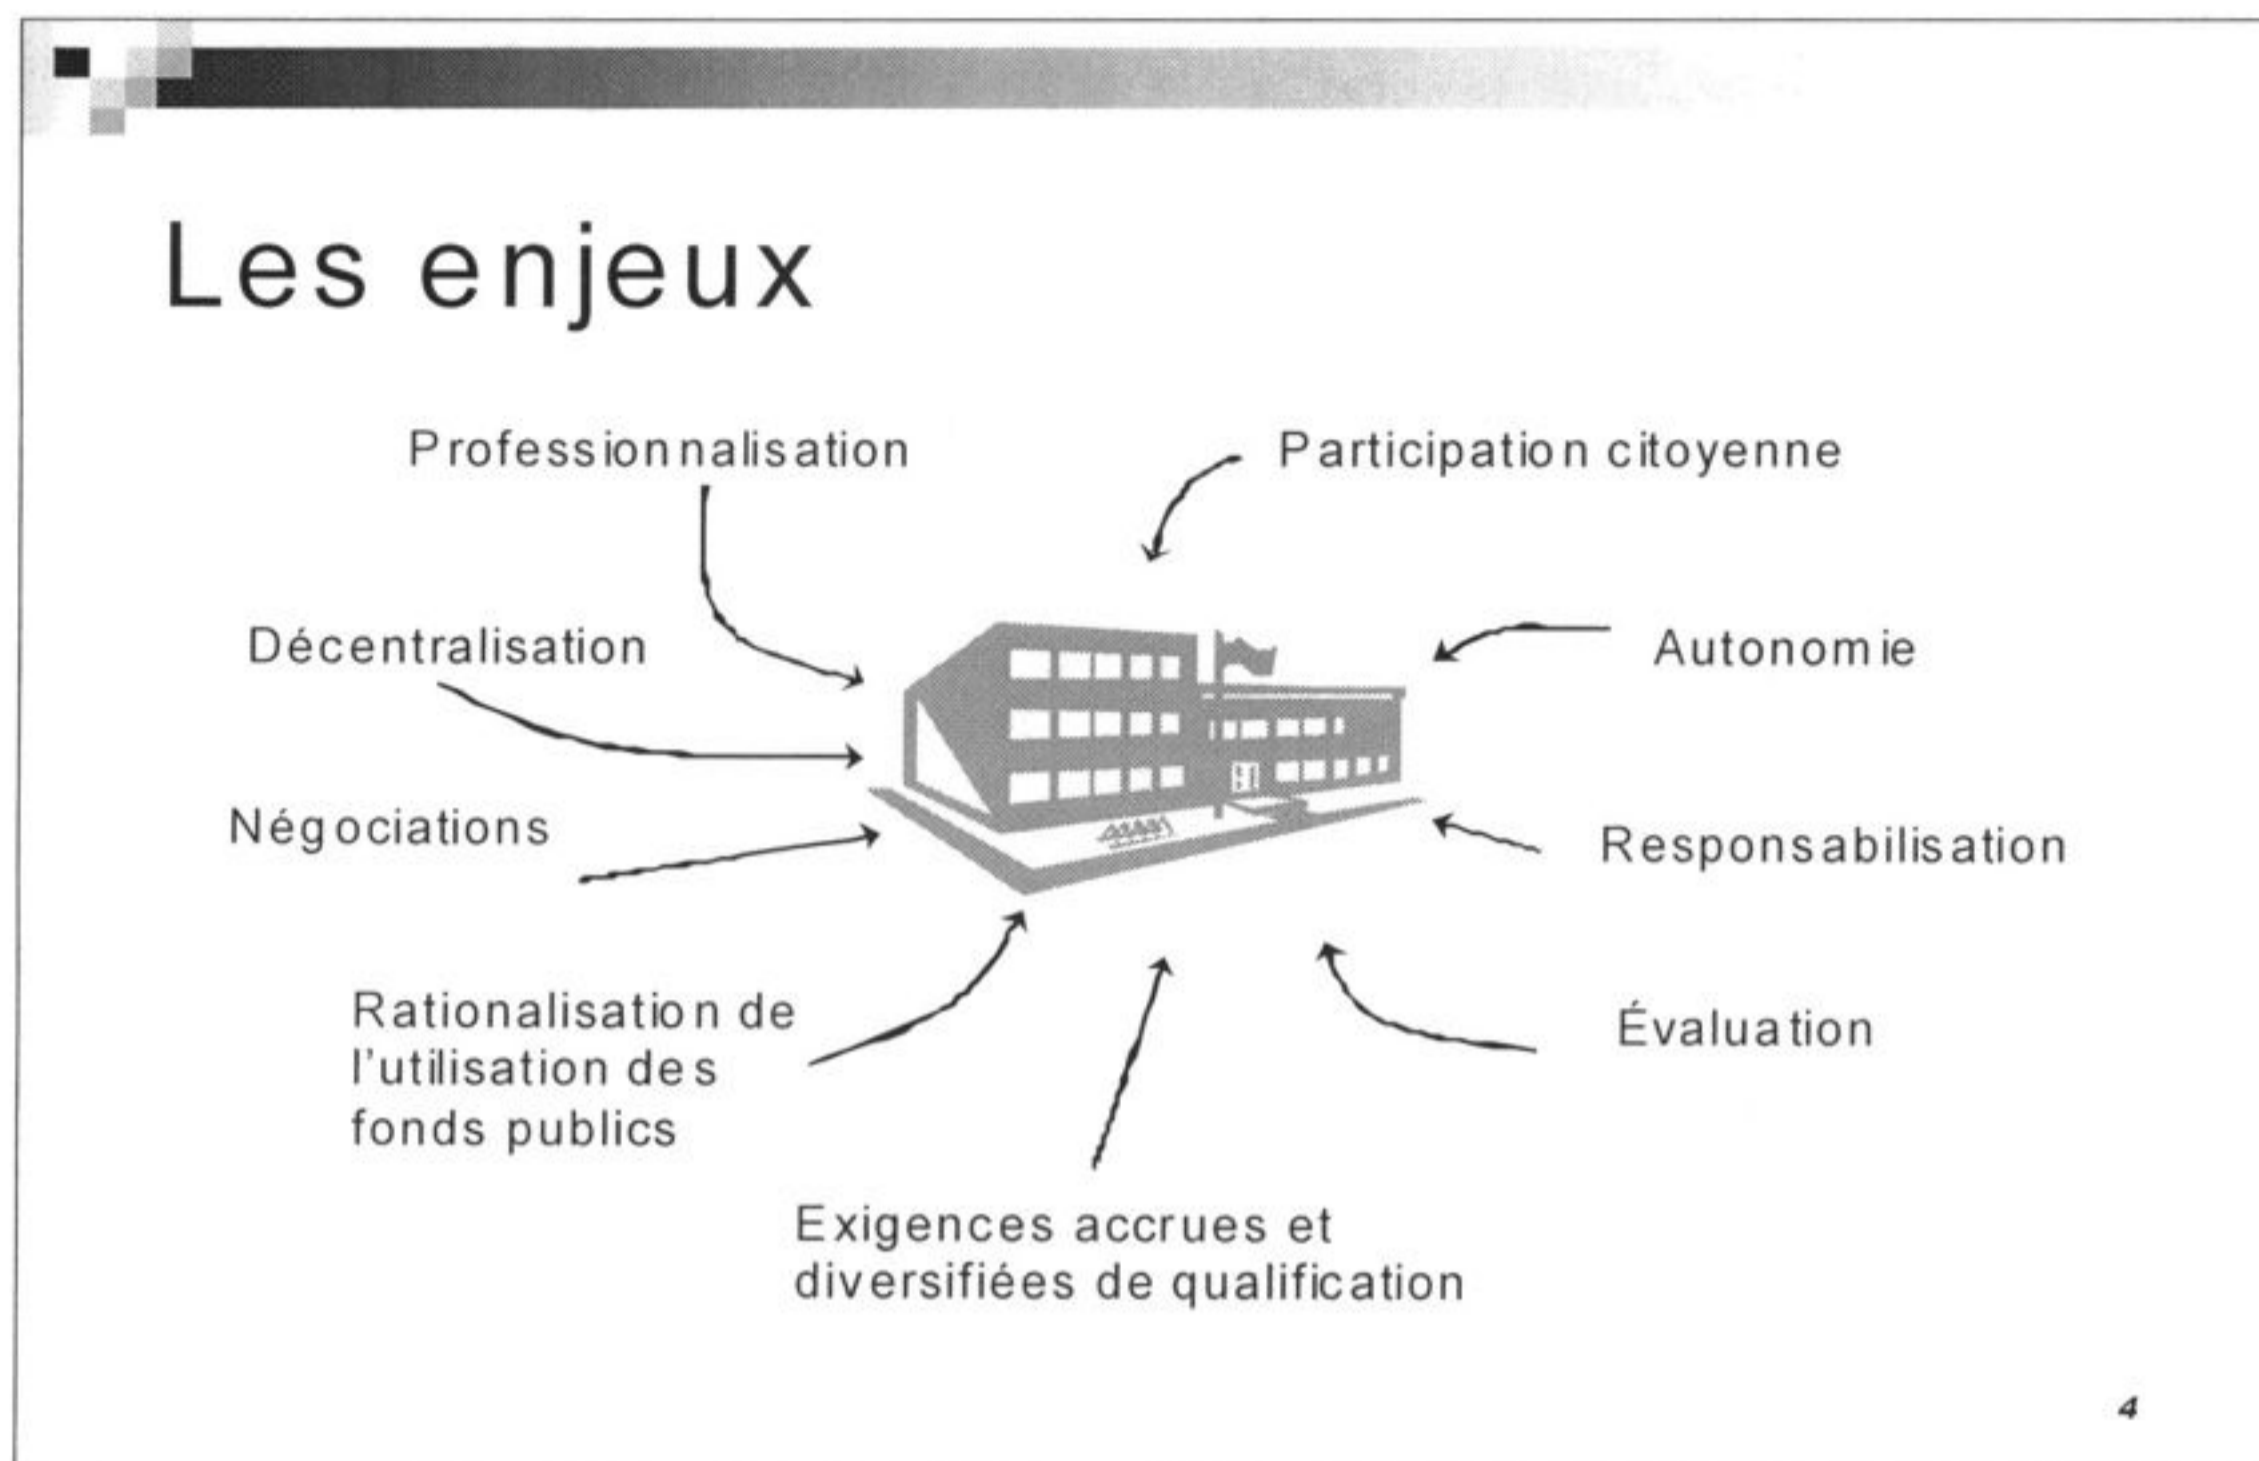 Les enjeux
Professionnalisation
Participation citoyenne
Décentralisation
Autonomie
Négociations
Responsabilisation
Rationalisation de
l'utilisation des
fonds publics
Évaluation
Exigences accrues et
diversifiées de qualification
4